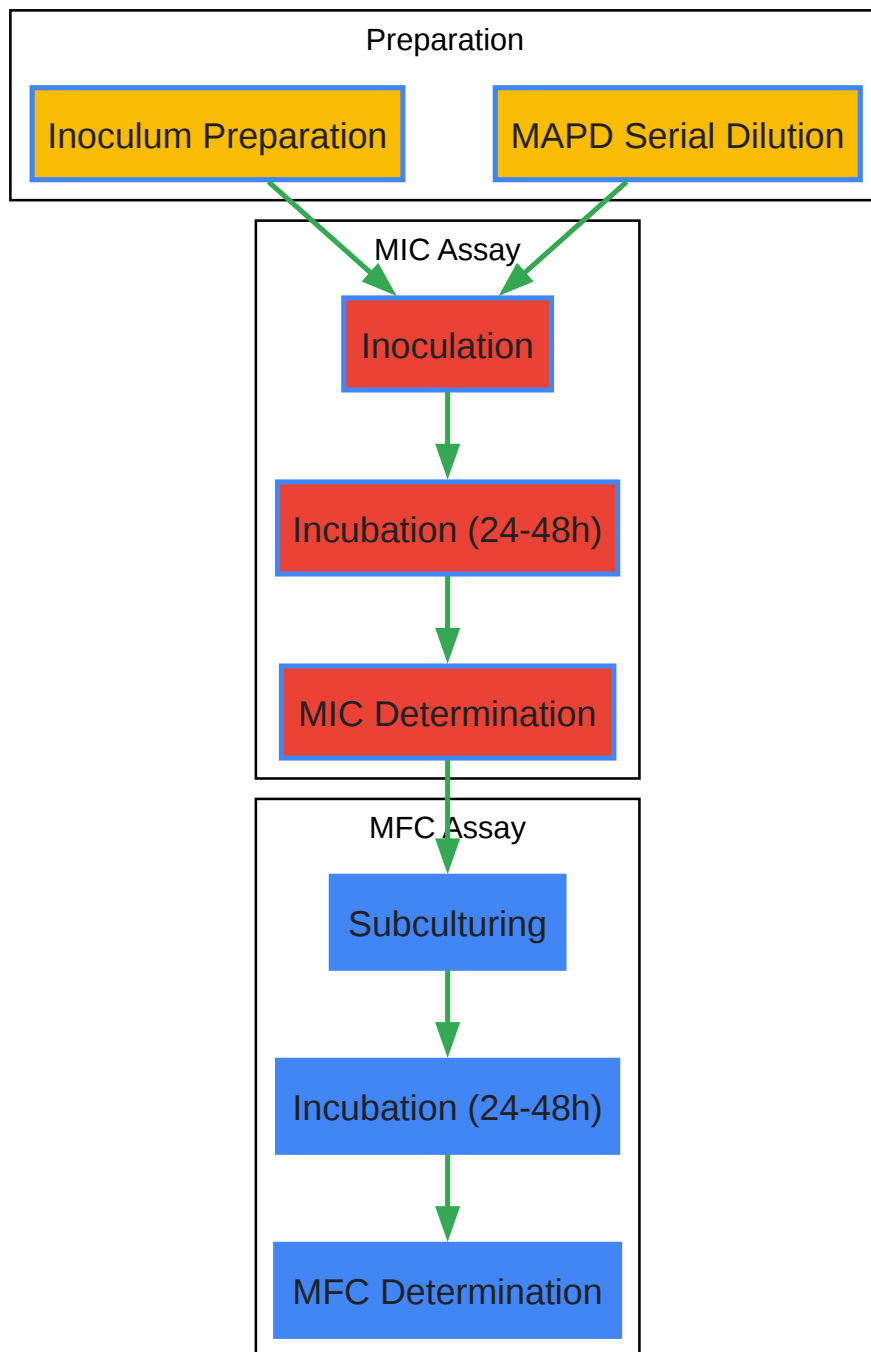 Preparation
Inoculum Preparation
MAPD Serial Dilution
MIC Assay
Inoculation
Incubation (24-48h)
MIC Determination
MFC Assay
Subculturing
Incubation (24-48h)
MFC Determination